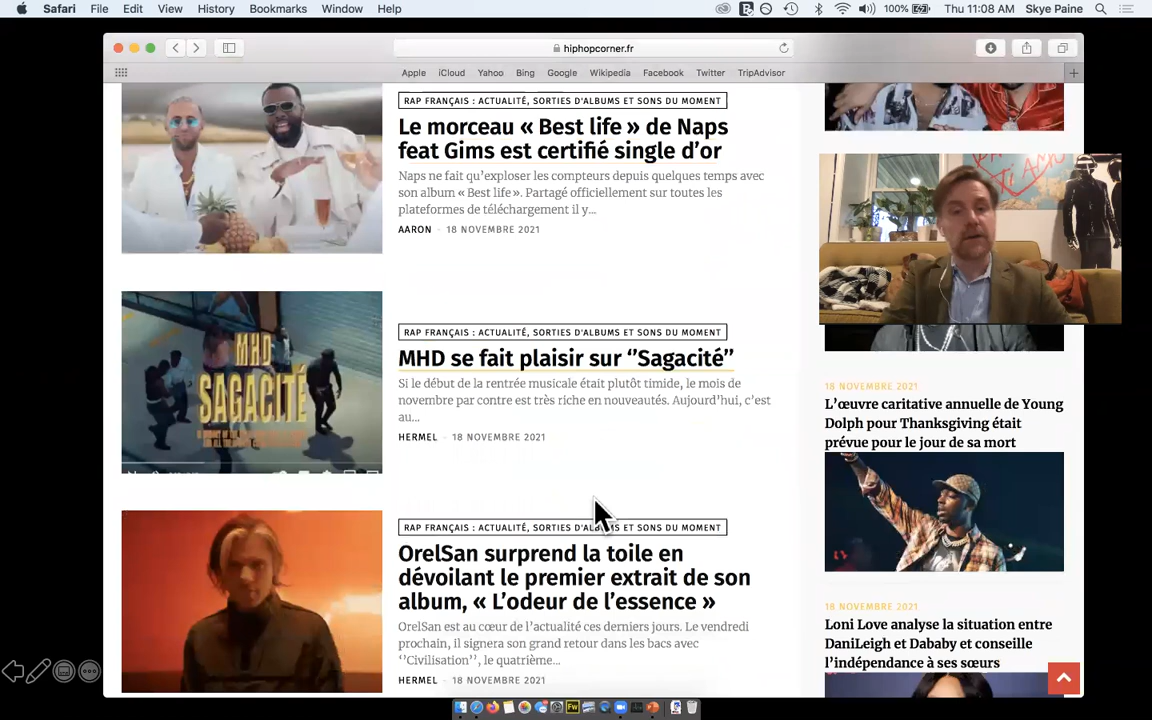 Safari File Edit View History Bookmarks Window Help
100% Thu 11:08 AM Skye Paine
hiphopcorner.fr
Apple iCloud Yahoo Bing Google Wikipedia Facebook Twitter TripAdvisor
RAP FRANÇAIS : ACTUALITÉ, SORTIES D'ALBUMS ET SONS DU MOMENT
Le morceau « Best life » de Naps
feat Gims est certifié single d’or
Naps ne fait qu’exploser les compteurs depuis quelques temps avec
son album « Best life ». Partagé officiellement sur toutes les
plateformes de téléchargement il y...
AARON - 18 NOVEMBRE 2021
MHD
SAGACITÉ
RAP FRANÇAIS : ACTUALITÉ, SORTIES D'ALBUMS ET SONS DU MOMENT
MHD se fait plaisir sur ‘’Sagacité’’
Si le début de la rentrée musicale était plutôt timide, le mois de
novembre par contre est très riche en nouveautés. Aujourd’hui, c’est
au...
HERMEL - 18 NOVEMBRE 2021
RAP FRANÇAIS : ACTUALITÉ, SORTIES D'ALBUMS ET SONS DU MOMENT
OrelSan surprend la toile en
dévoilant le premier extrait de son
album, « L’odeur de l’essence »
OrelSan est au cœur de l’actualité ces derniers jours. Le vendredi
prochain, il signera son grand retour dans les bacs avec
‘’Civilisation’’, le quatrième...
HERMEL - 18 NOVEMBRE 2021
TI AMO
18 NOVEMBRE 2021
L’œuvre caritative annuelle de Young
Dolph pour Thanksgiving était
prévue pour le jour de sa mort
18 NOVEMBRE 2021
Loni Love analyse la situation entre
DaniLeigh et Dababy et conseille
l’indépendance à ses sœurs
Fw